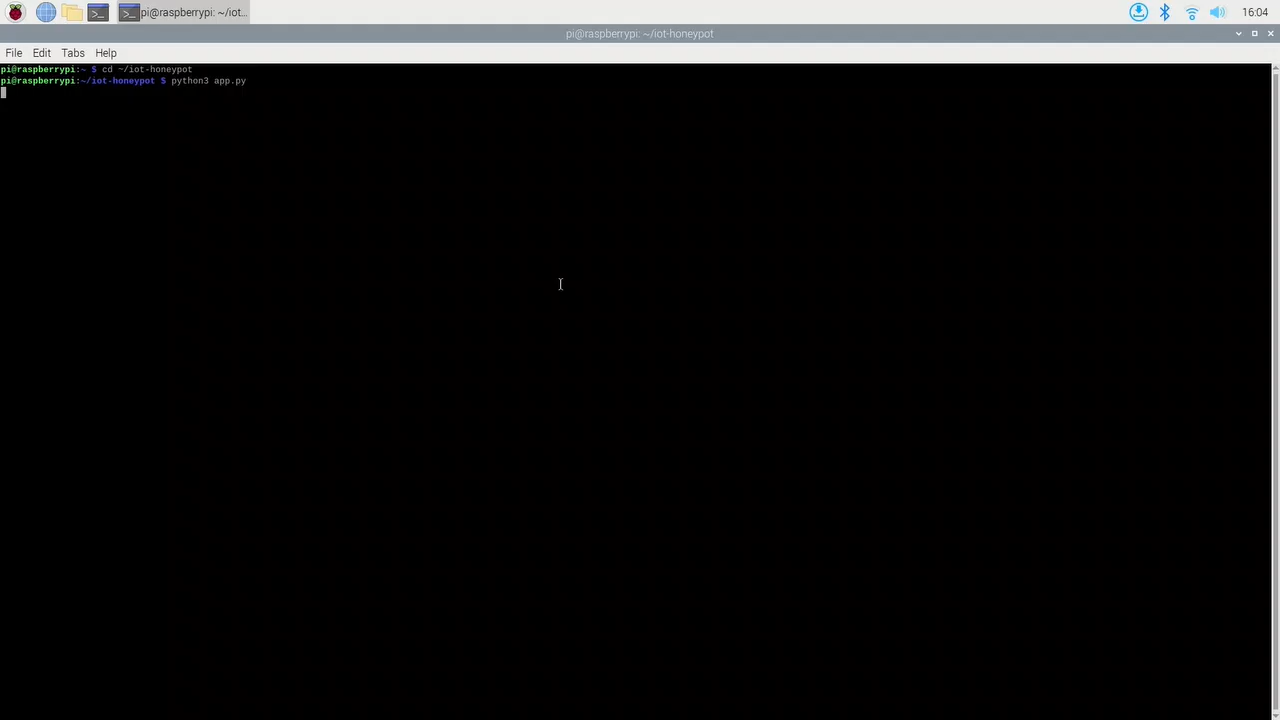 pi@raspberrypi: ~/iot...
16:04
pi@raspberrypi: ~/iot-honeypot
File Edit Tabs Help
pi@raspberrypi:~ $ cd ~/iot-honeypot
pi@raspberrypi:~/iot-honeypot $ python3 app.py